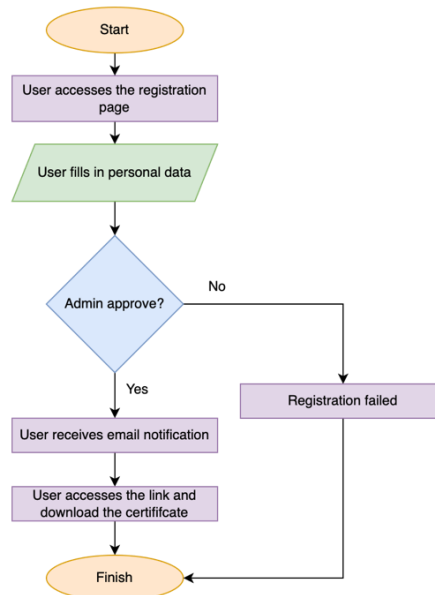 Start
User accesses the registration
page
User fills in personal data
Admin approve?
No
Yes
Registration failed
User receives email notification
User accesses the link and
download the certififcate
Finish